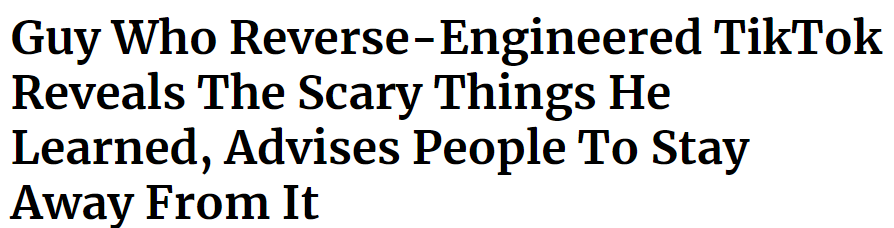 Guy Who Reverse-Engineered TikTok
Reveals The Scary Things He
Learned, Advises People To Stay
Away From It